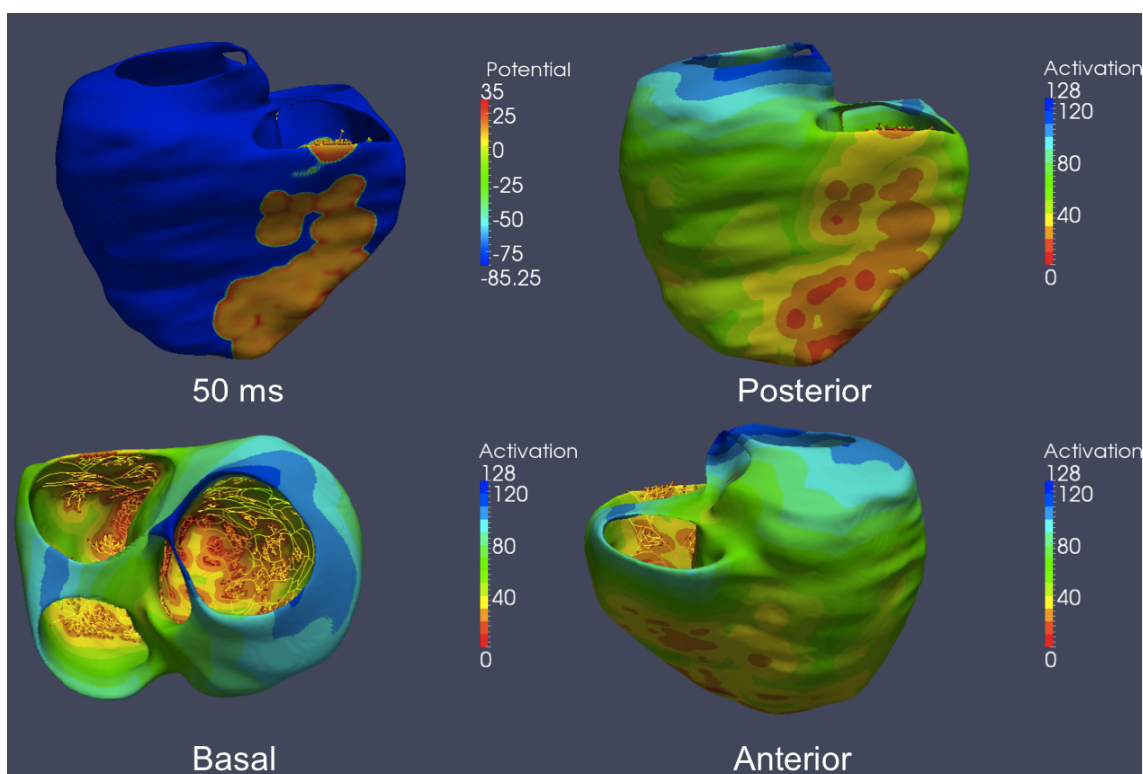 Potential
35
25
0
-25
-50
-75
-85.25
50 ms
Activation
128
120
80
40
0
Posterior
Activation
128
120
80
40
0
Basal
Activation
128
120
80
40
0
Anterior